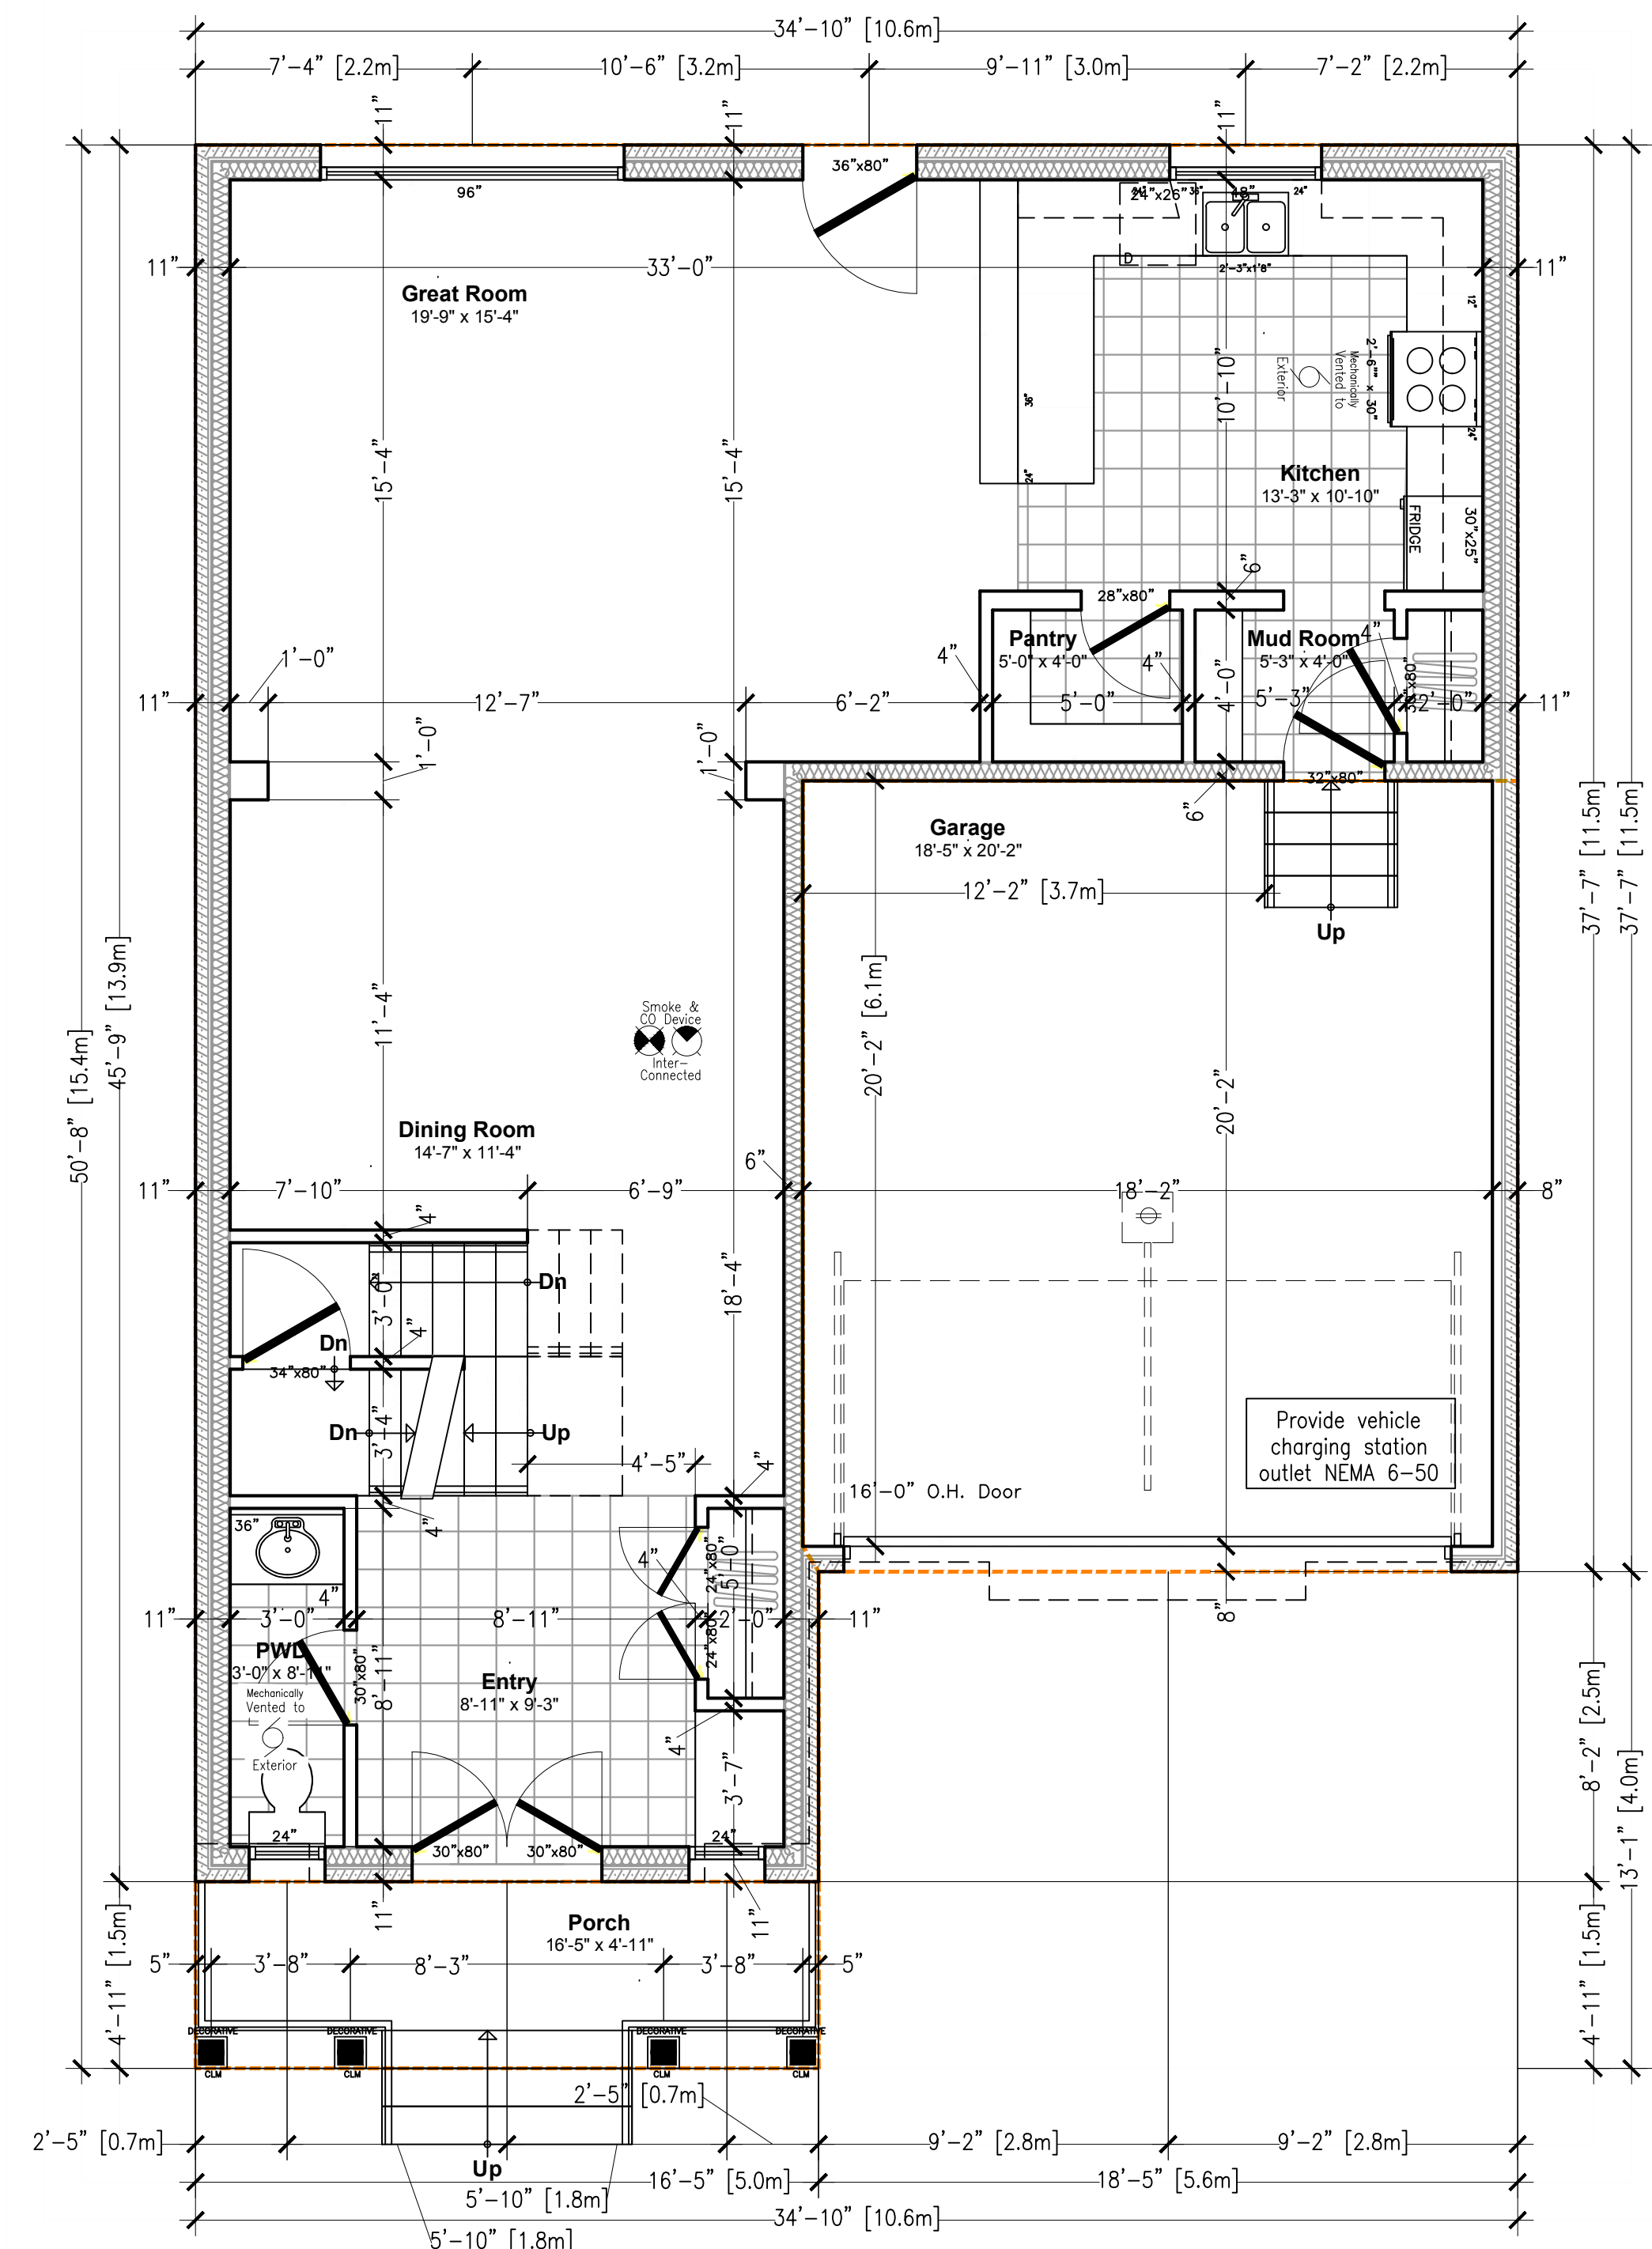 34'-10" [10.6m]
7'-4" [2.2m]
10'-6" [3.2m]
9'-11" [3.0m]
7'-2" [2.2m]
11"
11"
11"
96"
36"x80"
24"x26"
36"
48"
24"
D
2'-3"x1'8"
11"
33'-0"
11"
Great Room
19'-9" x 15'-4"
12"
2'-6"" x 30"
Mechanically
Vented to
Exterior
10'-10"
36"
24"
24"
15'-4"
15'-4"
Kitchen
13'-3" x 10'-10"
FRIDGE
30"x25"
6"
28"x80"
Pantry
5'-0" x 4'-0"
Mud Room
5'-3" x 4'-0"
4"
4"
4"
1'-0"
11"
12'-7"
6'-2"
5'-0"
4'-0"
5'-3"
2'-0"
11"
1'-0"
1'-0"
32"x80"
6"
Garage
18'-5" x 20'-2"
12'-2" [3.7m]
Up
37'-7" [11.5m]
37'-7" [11.5m]
50'-8" [15.4m]
45'-9" [13.9m]
11'-4"
Smoke &
CO Device
Inter-
Connected
20'-2" [6.1m]
20'-2"
Dining Room
14'-7" x 11'-4"
6"
11"
7'-10"
6'-9"
18'-2"
8"
4"
Dn
3'-0"
4"
18'-4"
Dn
34"x80"
Dn
Up
3'-4"
4'-5"
4"
Provide vehicle
charging station
outlet NEMA 6-50
16'-0" O.H. Door
36"
4"
4"
24"x80"
5'-0"
4"
11"
3'-0"
8'-11"
2'-0"
11"
8"
24"x80"
PWD
3'-0" x 8'-11"
30"x80"
8'-11"
Mechanically
Vented to
Exterior
Entry
8'-11" x 9'-3"
4"
3'-7"
8'-2" [2.5m]
13'-1" [4.0m]
24"
30"x80"
30"x80"
24"
11"
11"
Porch
16'-5" x 4'-11"
5"
3'-8"
8'-3"
3'-8"
5"
4'-11" [1.5m]
4'-11" [1.5m]
DECORATIVE
DECORATIVE
DECORATIVE
DECORATIVE
CLM
CLM
CLM
CLM
2'-5" [0.7m]
2'-5" [0.7m]
9'-2" [2.8m]
9'-2" [2.8m]
Up
16'-5" [5.0m]
18'-5" [5.6m]
5'-10" [1.8m]
34'-10" [10.6m]
5'-10" [1.8m]